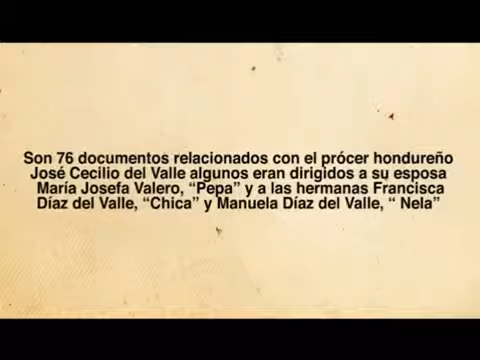 Son 76 documentos relacionados con el prócer hondureño
José Cecilio del Valle algunos eran dirigidos a su esposa
María Josefa Valero, “Pepa” y a las hermanas Francisca
Díaz del Valle, “Chica” y Manuela Díaz del Valle, “ Nela”